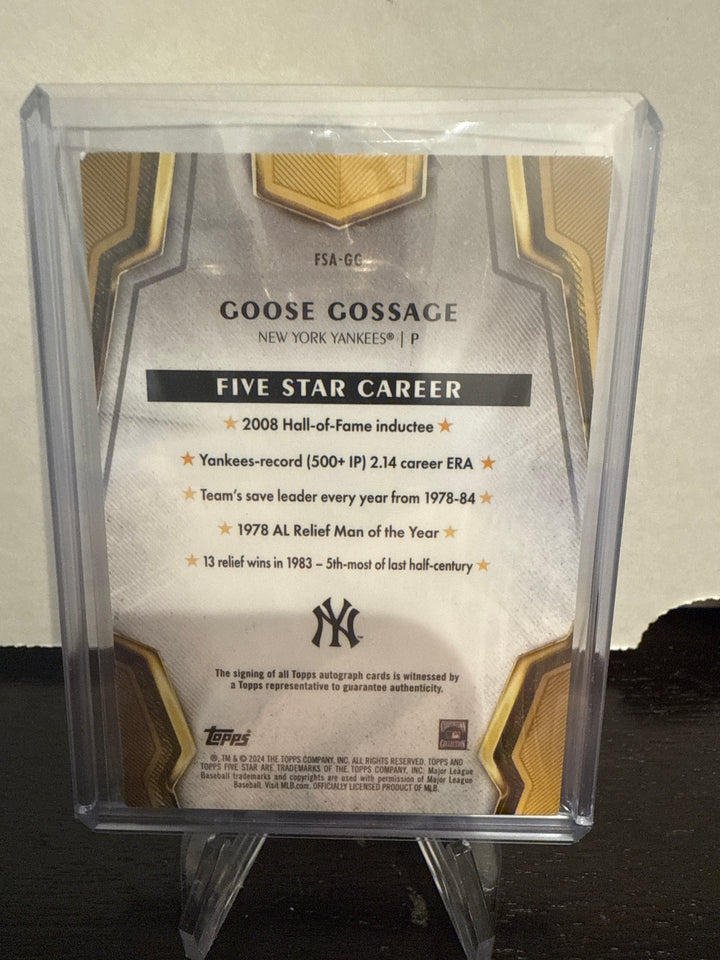 FSA-GG
GOOSE GOSSAGE
NEW YORK YANKEES® | P
FIVE STAR CAREER
★ 2008 Hall-of-Fame inductee ★
★ Yankees-record (500+ IP) 2.14 career ERA ★
★ Team's save leader every year from 1978-84 ★
★ 1978 AL Relief Man of the Year ★
★ 13 relief wins in 1983 – 5th-most of last half-century ★
NY™
The signing of all Topps autograph cards is witnessed by
a Topps representative to guarantee authenticity.
Topps®
®, TM & © 2024 THE TOPPS COMPANY, INC. ALL RIGHTS RESERVED. TOPPS AND
TOPPS FIVE STAR ARE TRADEMARKS OF THE TOPPS COMPANY, INC. Major League
Baseball trademarks and copyrights are used with permission of Major League
Baseball. Visit MLB.com. OFFICIALLY LICENSED PRODUCT OF MLB.